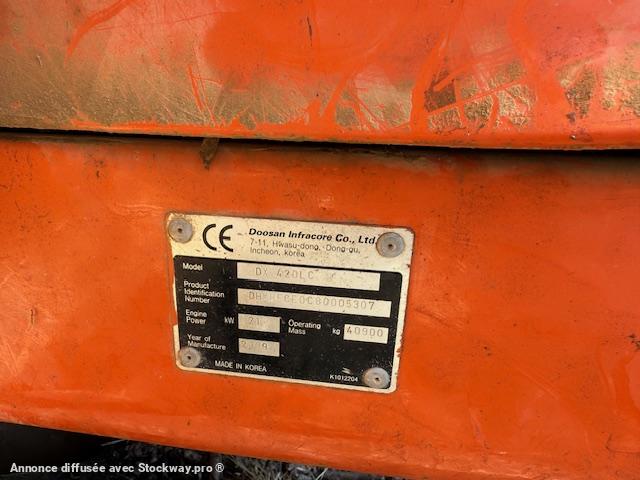 CE
Doosan Infracore Co., Ltd.
7-11, Hwasu-dong, Dong-gu,
Incheon, Korea
Model DX 420LC
Product
Identification
Number
Engine
Power kW Operating
Mass kg 40900
Year of
Manufacture
MADE IN KOREA K1012204
Annonce diffusée avec Stockway.pro®